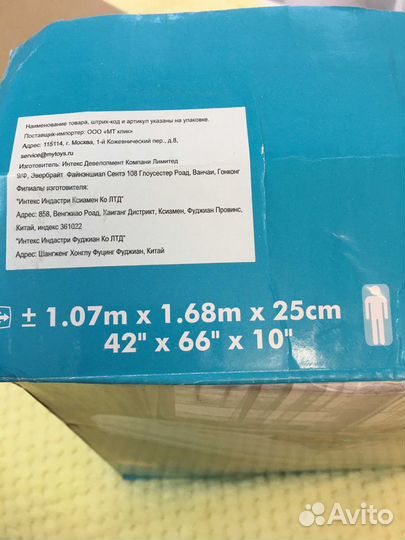 Наименование товара, штрих-код и артикул указаны на упаковке.
Поставщик-импортер: ООО «МТ хлик»
Адрес: 115114, г. Москва, 1-й Кожевнический пер., д.8,
service@mytoys.ru
Изготовитель: Интекс Девелопмент Компани Лимитед
9/Ф, Эвербрайт Файнэншиал Сентэ 108 Глоусестер Роад, Ванчаи, Гонконг
Филиалы изготовителя:
"Интекс Индастри Ксиамен Ко ЛТД"
Адрес: 858, Венгжиао Роад, Хаиганг Дистрикт, Ксиамен, Фуджиан Провинс,
Китай, индекс 361022
"Интекс Индастри Фуджиан Ко ЛТД"
Адрес: Шангженг Хонглу Фуцинг Фуджиан, Китай
± 1.07m x 1.68m x 25cm
42" x 66" x 10"
Avito